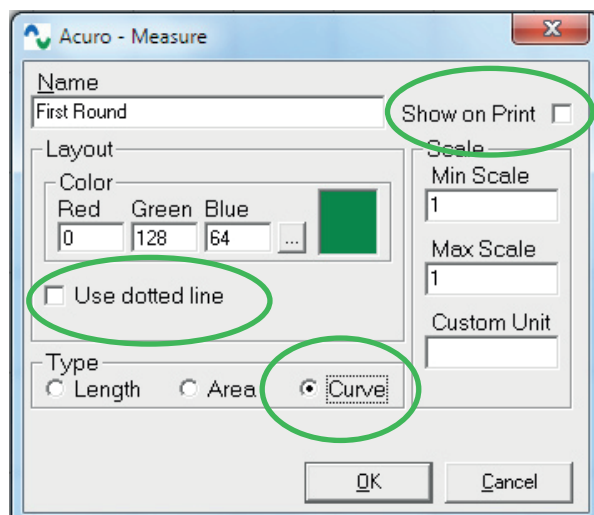 Acuro - Measure
Name
First Round
Show on Print
Layout
Color
Red Green Blue
0 128 64 ...
Use dotted line
Type
Length Area Curve
Scale
Min Scale
1
Max Scale
1
Custom Unit
OK Cancel